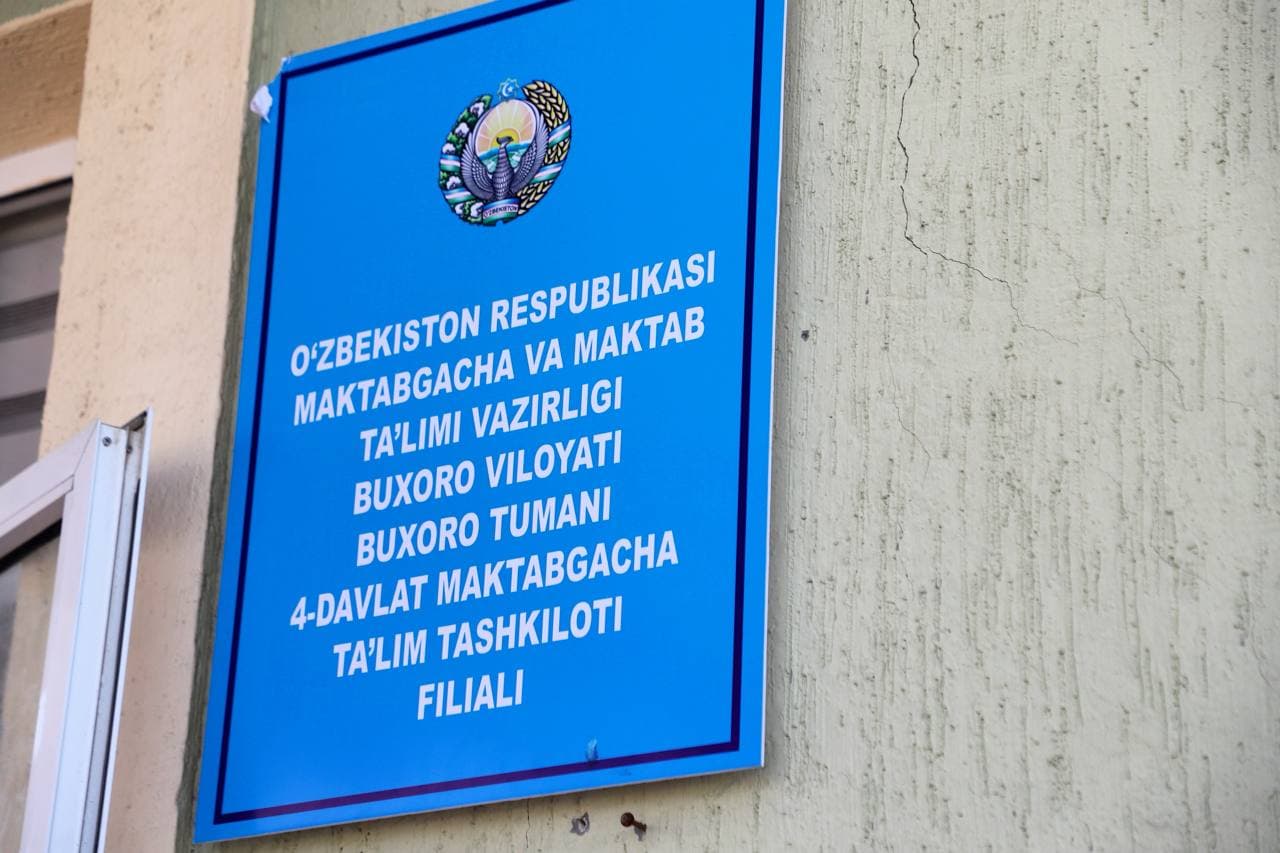 O‘ZBEKISTON
O‘ZBEKISTON RESPUBLIKASI
MAKTABGACHA VA MAKTAB
TA’LIMI VAZIRLIGI
BUXORO VILOYATI
BUXORO TUMANI
4-DAVLAT MAKTABGACHA
TA’LIM TASHKILOTI
FILIALI